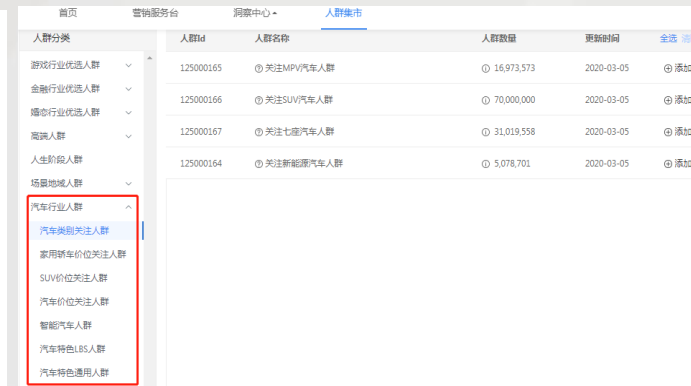 首页 营销服务台 洞察中心 人群集市
人群分类 人群Id 人群名称 人群数量 更新时间 全选
游戏行业优选人群 125000165 关注MPV汽车人群 16,973,573 2020-03-05 添加
金融行业优选人群 125000166 关注SUV汽车人群 70,000,000 2020-03-05 添加
婚恋行业优选人群 125000167 关注七座汽车人群 31,019,558 2020-03-05 添加
高端人群
人生阶段人群 125000164 关注新能源汽车人群 5,078,701 2020-03-05 添加
场景地域人群
汽车行业人群
汽车类别关注人群
家用轿车价位关注人群
SUV价位关注人群
汽车价位关注人群
智能汽车人群
汽车特色LBS人群
汽车特色通用人群